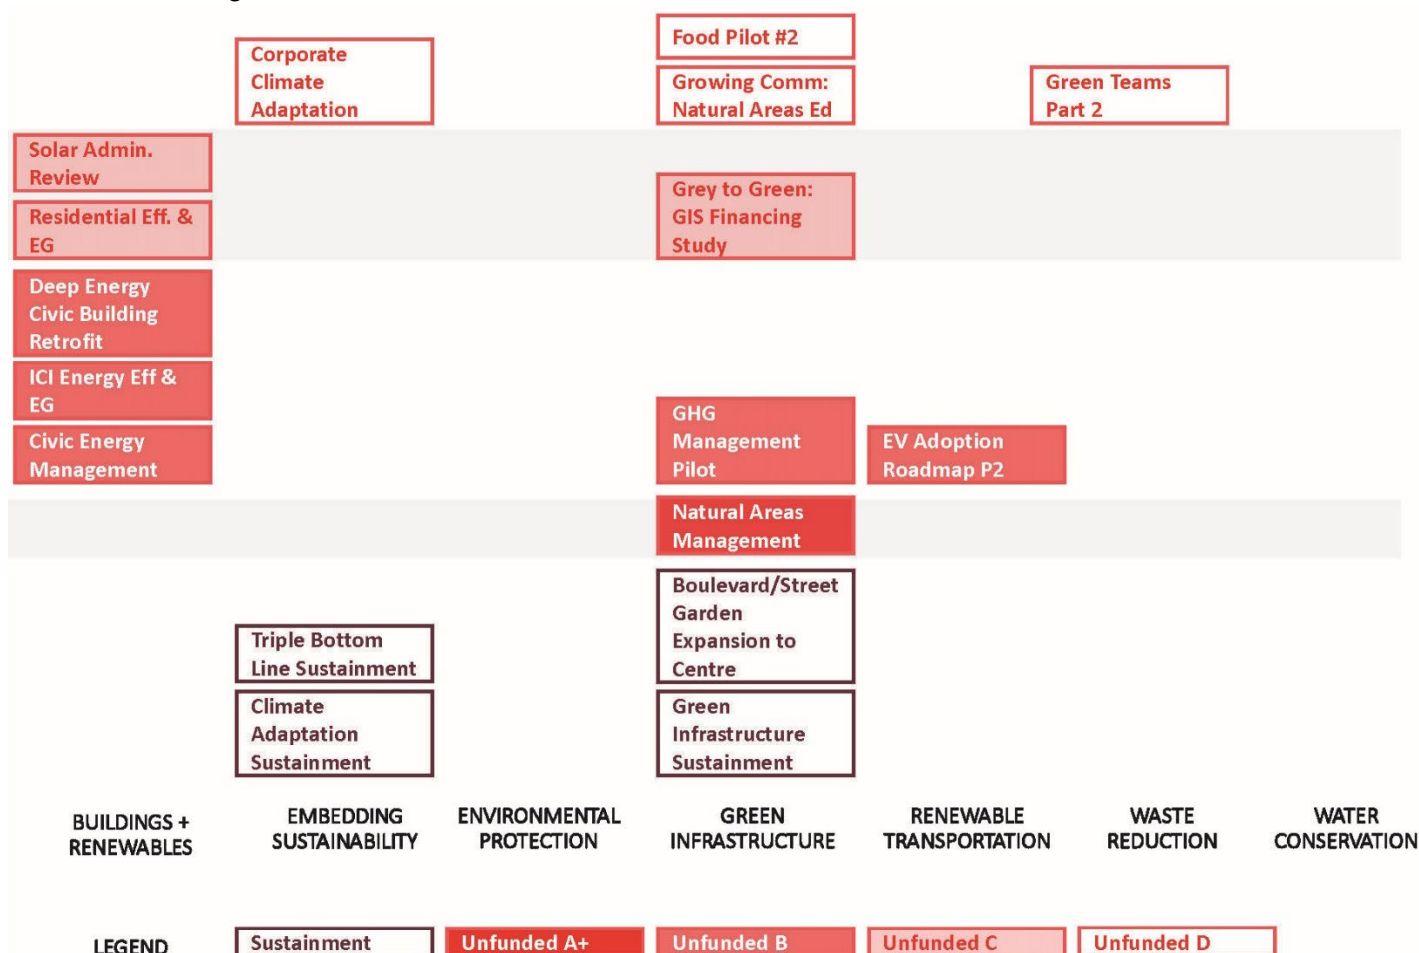 Food Pilot #2
Corporate
Climate
Adaptation
Growing Comm:
Natural Areas Ed
Green Teams
Part 2
Solar Admin.
Review
Residential Eff. &
EG
Grey to Green:
GIS Financing
Study
Deep Energy
Civic Building
Retrofit
ICI Energy Eff &
EG
Civic Energy
Management
GHG
Management
Pilot
EV Adoption
Roadmap P2
Natural Areas
Management
Boulevard/Street
Garden
Expansion to
Centre
Triple Bottom
Line Sustainment
Climate
Adaptation
Sustainment
Green
Infrastructure
Sustainment
BUILDINGS +
RENEWABLES
EMBEDDING
SUSTAINABILITY
ENVIRONMENTAL
PROTECTION
GREEN
INFRASTRUCTURE
RENEWABLE
TRANSPORTATION
WASTE
REDUCTION
WATER
CONSERVATION
LEGEND
Sustainment
Unfunded A+
Unfunded B
Unfunded C
Unfunded D